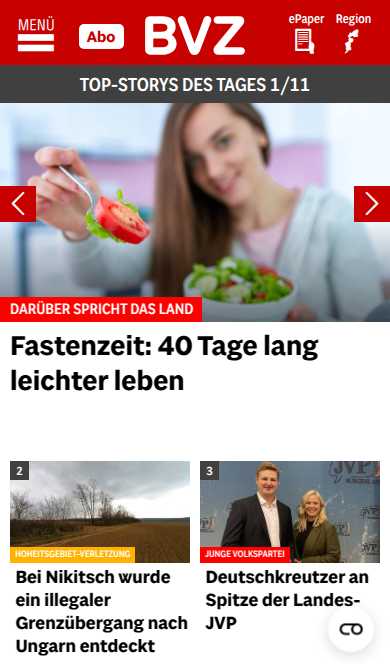 MENÜ
Abo
BVZ
ePaper
Region
TOP-STORYS DES TAGES 1/11
DARÜBER SPRICHT DAS LAND
Fastenzeit: 40 Tage lang
leichter leben
2
HOHEITSGEBIET-VERLETZUNG
Bei Nikitsch wurde
ein illegaler
Grenzübergang nach
Ungarn entdeckt
3
JVP
JUNGE VOLKSPARTEI
Deutschkreutzer an
Spitze der Landes-
JVP